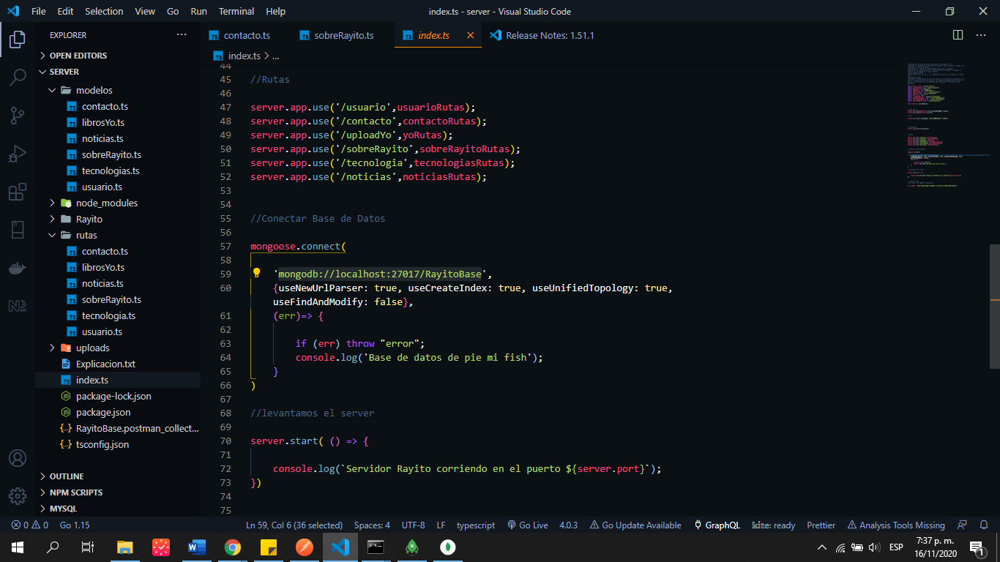 File Edit Selection View Go Run Terminal Help
index.ts - server - Visual Studio Code
EXPLORER
OPEN EDITORS
SERVER
modelos
contacto.ts
librosYo.ts
noticias.ts
sobreRayito.ts
tecnologias.ts
usuario.ts
node_modules
Rayito
rutas
contacto.ts
librosYo.ts
noticias.ts
sobreRayito.ts
tecnologia.ts
usuario.ts
uploads
Explicacion.txt
index.ts
package-lock.json
package.json
RayitoBase.postman_collect...
tsconfig.json
OUTLINE
NPM SCRIPTS
MYSQL
contacto.ts sobreRayito.ts index.ts Release Notes: 1.51.1
index.ts > ...
44
45 //Rutas
46
47 server.app.use('/usuario',usuarioRutas);
48 server.app.use('/contacto',contactoRutas);
49 server.app.use('/uploadYo',yoRutas);
50 server.app.use('/sobreRayito',sobreRayitoRutas);
51 server.app.use('/tecnologia',tecnologiasRutas);
52 server.app.use('/noticias',noticiasRutas);
53
54
55 //Conectar Base de Datos
56
57 mongoose.connect(
58
59 'mongodb://localhost:27017/RayitoBase',
60 {useNewUrlParser: true, useCreateIndex: true, useUnifiedTopology: true,
useFindAndModify: false},
61 (err)=> {
62
63 if (err) throw "error";
64 console.log('Base de datos de pie mi fish');
65 }
66 )
67
68 //levantamos el server
69
70 server.start( () => {
71
72 console.log(`Servidor Rayito corriendo en el puerto ${server.port}`);
73 })
74
75
0 0 Go 1.15 Ln 59, Col 6 (36 selected) Spaces: 4 UTF-8 LF typescript Go Live 4.0.3 Go Update Available GraphQL kite: ready Prettier Analysis Tools Missing
ESP
7:37 p. m.
16/11/2020
1